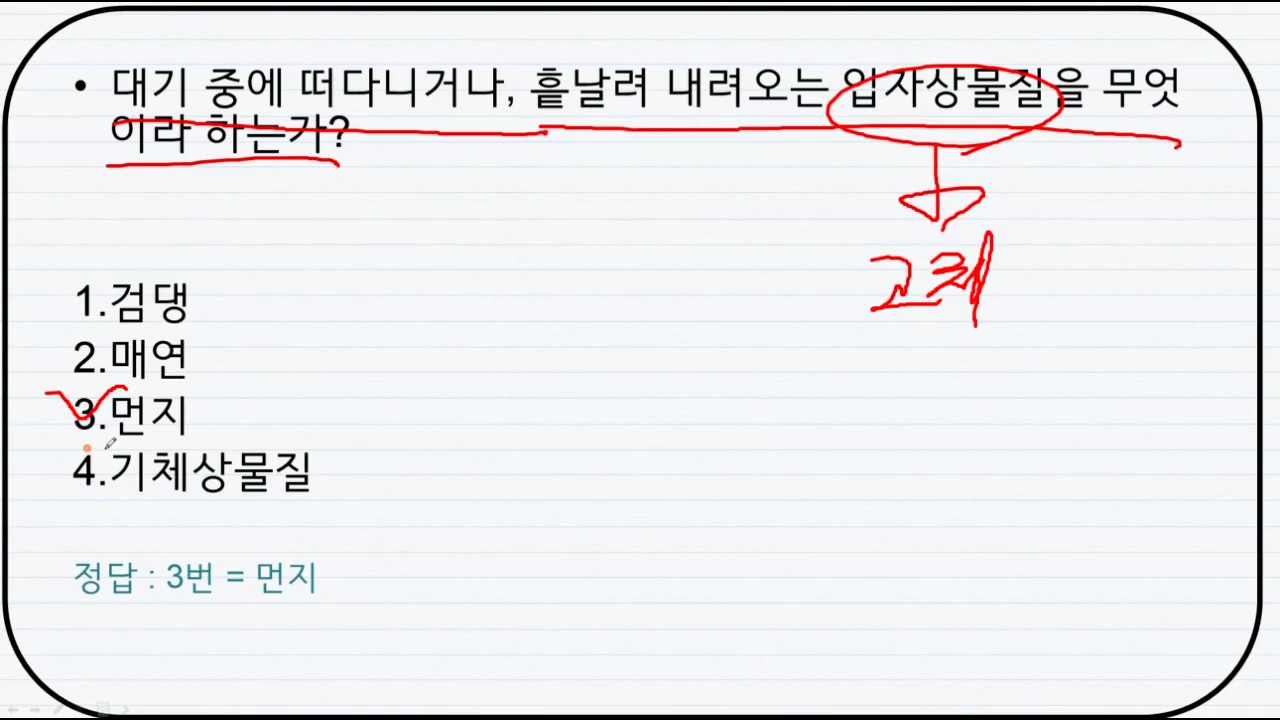 • 대기 중에 떠다니거나, 흩날려 내려오는 입자상물질을 무엇
이라 하는가?
고체
1.검댕
2.매연
3.먼지
4.기체상물질
정답 : 3번 = 먼지